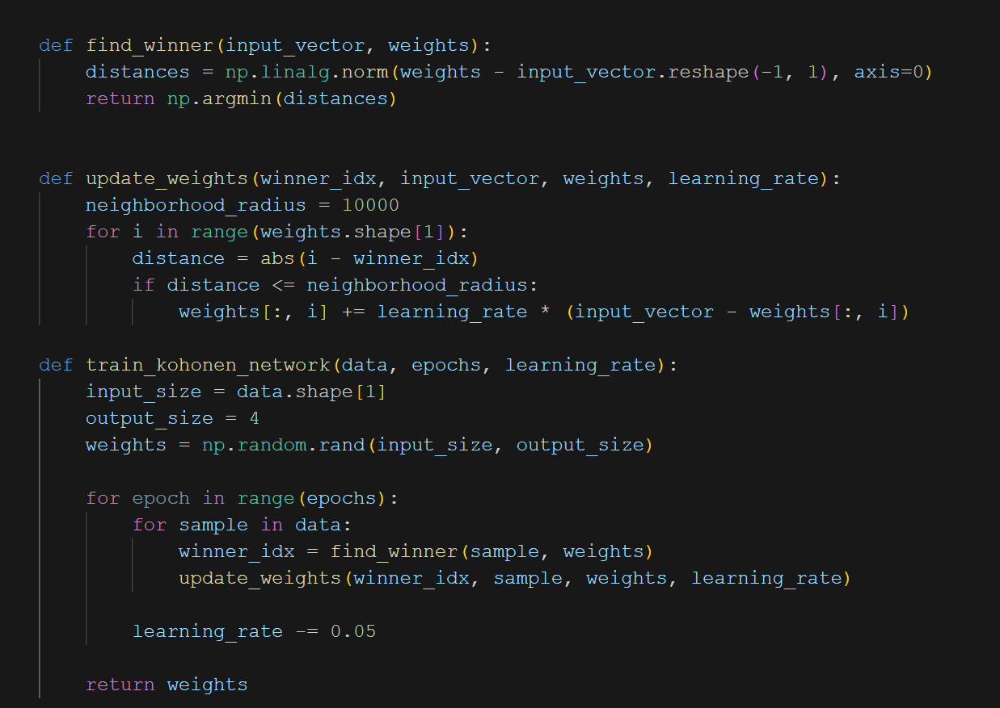 def find_winner(input_vector, weights):
    distances = np.linalg.norm(weights - input_vector.reshape(-1, 1), axis=0)
    return np.argmin(distances)
def update_weights(winner_idx, input_vector, weights, learning_rate):
    neighborhood_radius = 10000
    for i in range(weights.shape[1]):
        distance = abs(i - winner_idx)
        if distance <= neighborhood_radius:
            weights[:, i] += learning_rate * (input_vector - weights[:, i])
def train_kohonen_network(data, epochs, learning_rate):
    input_size = data.shape[1]
    output_size = 4
    weights = np.random.rand(input_size, output_size)
    for epoch in range(epochs):
        for sample in data:
            winner_idx = find_winner(sample, weights)
            update_weights(winner_idx, sample, weights, learning_rate)
        learning_rate -= 0.05
    return weights